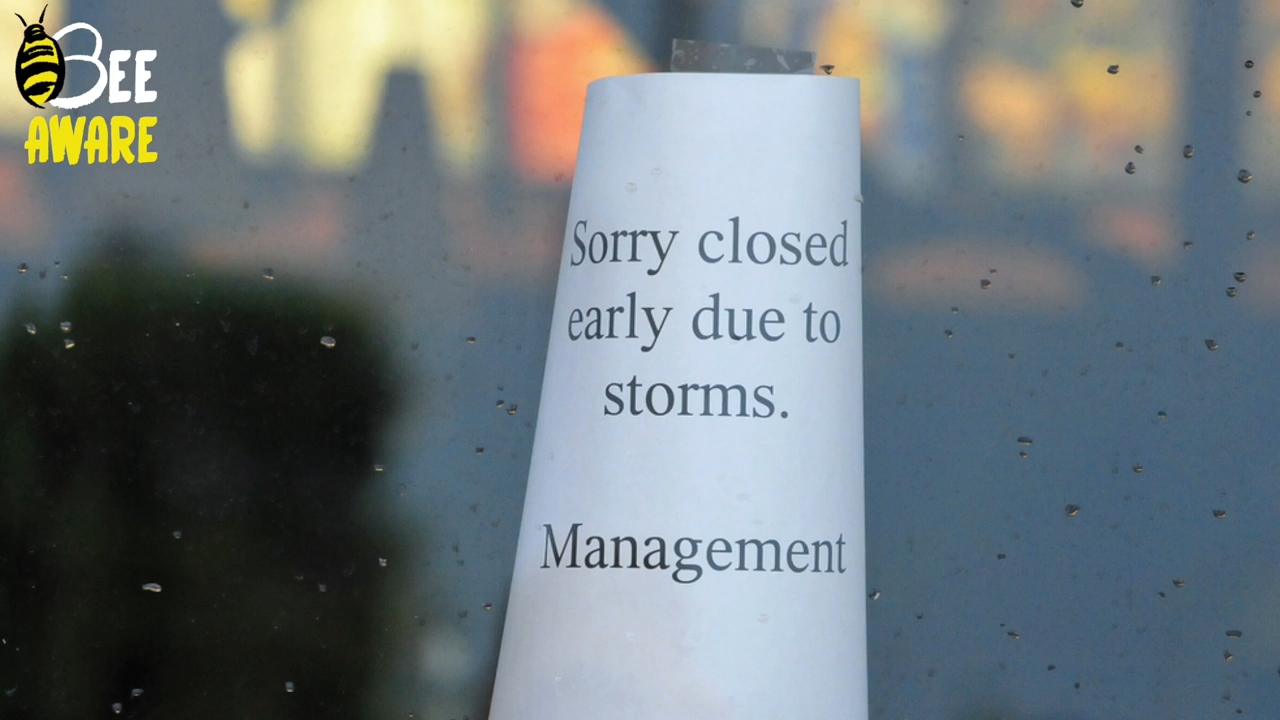 BEE
AWARE
Sorry closed
early due to
storms.
Management